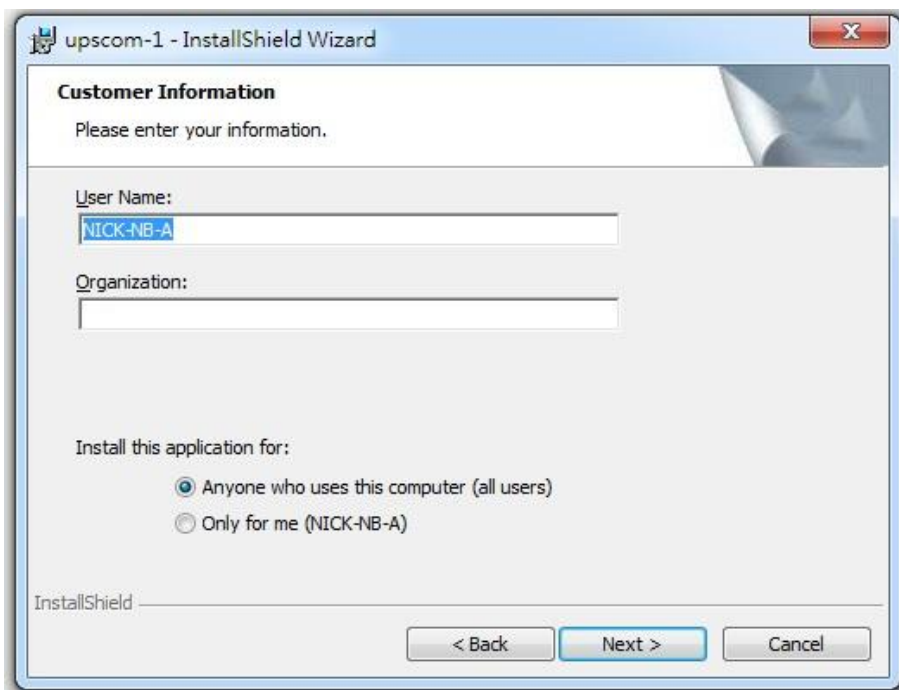 upscom-1 - InstallShield Wizard
Customer Information
Please enter your information.
User Name:
NICK-NB-A
Organization:
Install this application for:
Anyone who uses this computer (all users)
Only for me (NICK-NB-A)
InstallShield
< Back
Next >
Cancel